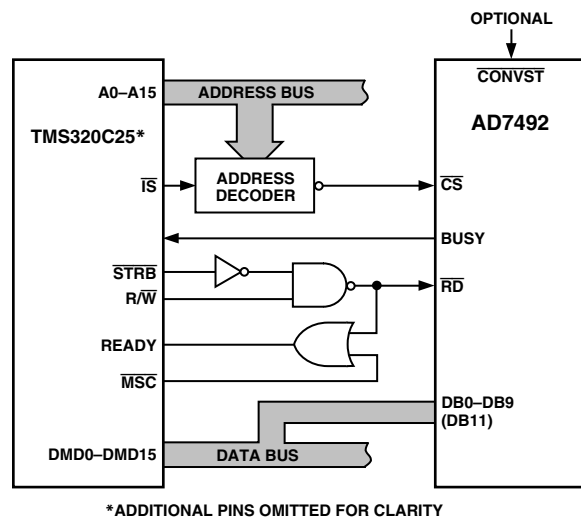 OPTIONAL
A0–A15
ADDRESS BUS
CONVST
TMS320C25*
AD7492
IS
ADDRESS
DECODER
CS
BUSY
STRB
R/W
RD
READY
MSC
DB0–DB9
(DB11)
DMD0–DMD15
DATA BUS
*ADDITIONAL PINS OMITTED FOR CLARITY